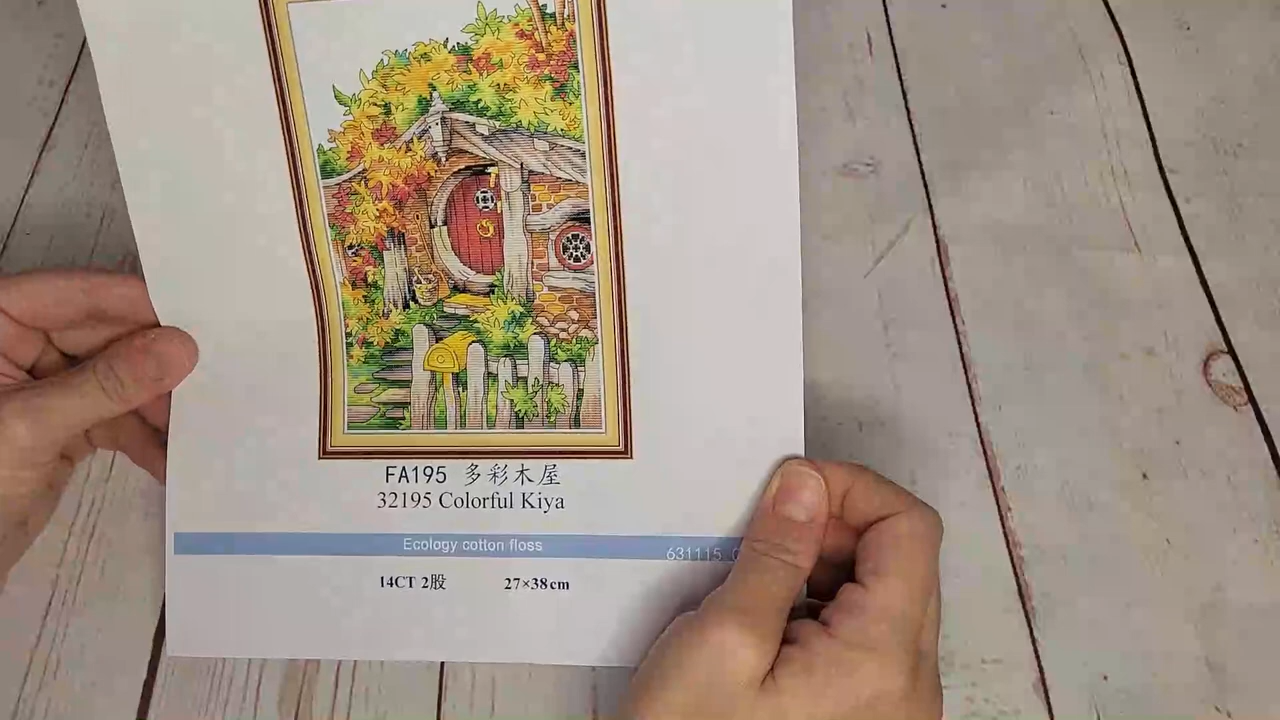 FA195 多彩木屋
32195 Colorful Kiya
Ecology cotton floss
631115
14CT 2股 27×38cm